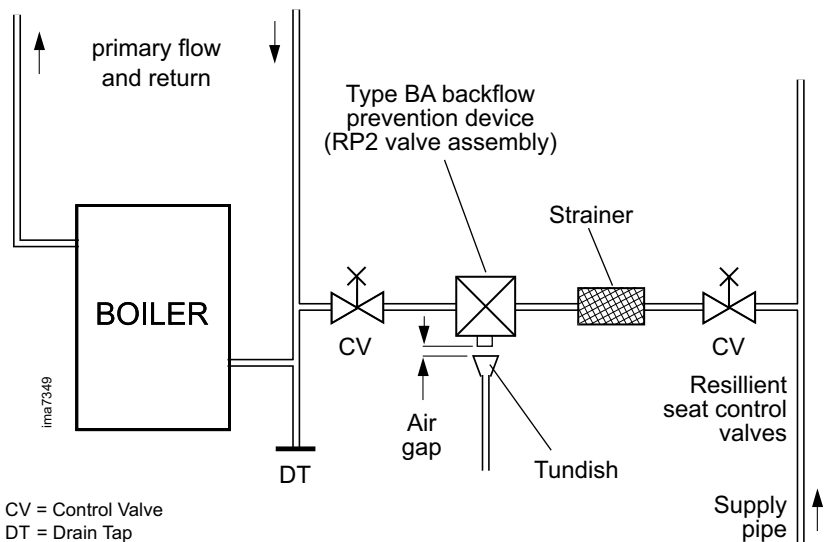 primary flow
and return
Type BA backflow
prevention device
(RP2 valve assembly)
Strainer
BOILER
CV
CV
Resillient
seat control
valves
Air
gap
Tundish
DT
Supply
pipe
ima7349
CV = Control Valve
DT = Drain Tap